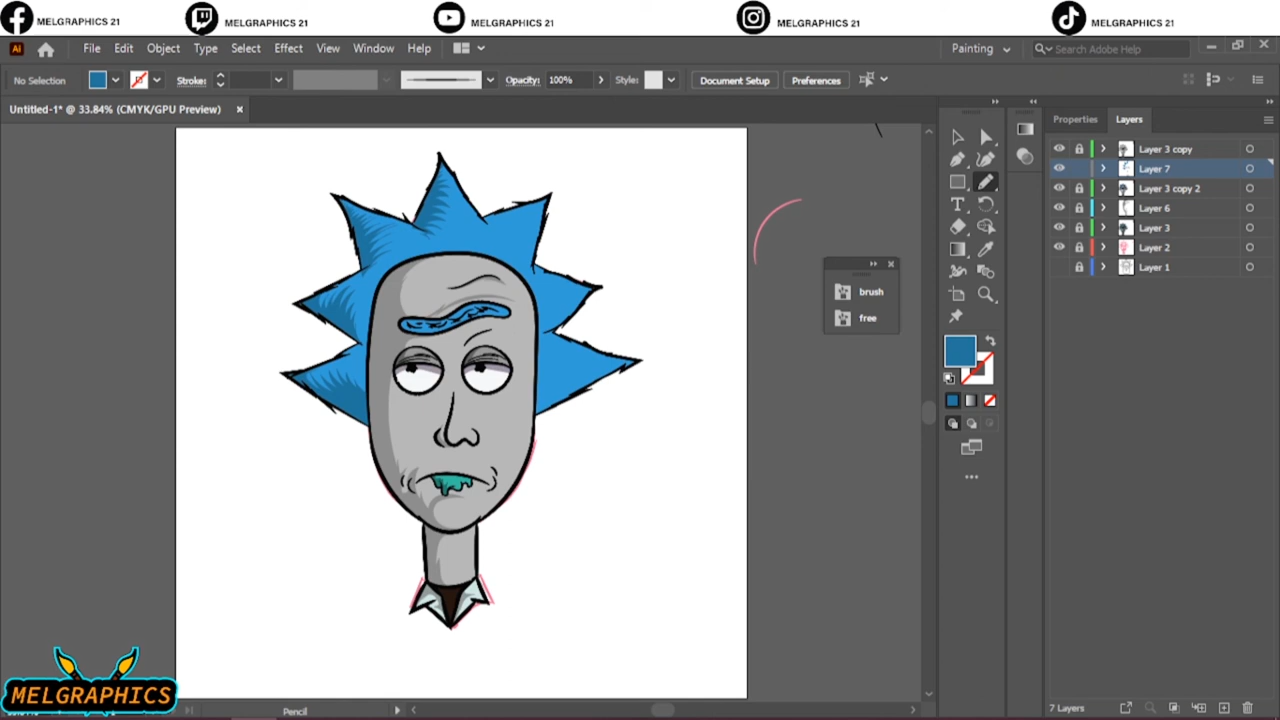 MELGRAPHICS 21
MELGRAPHICS 21
MELGRAPHICS 21
MELGRAPHICS 21
MELGRAPHICS 21
Ai
File Edit Object Type Select Effect View Window Help
Painting
Search Adobe Help
No Selection
Stroke:
Opacity: 100%
Style:
Document Setup
Preferences
Untitled-1* @ 33.84% (CMYK/GPU Preview)
Properties
Layers
Layer 3 copy
Layer 7
Layer 3 copy 2
Layer 6
Layer 3
Layer 2
Layer 1
brush
free
MELGRAPHICS
Pencil
7 Layers